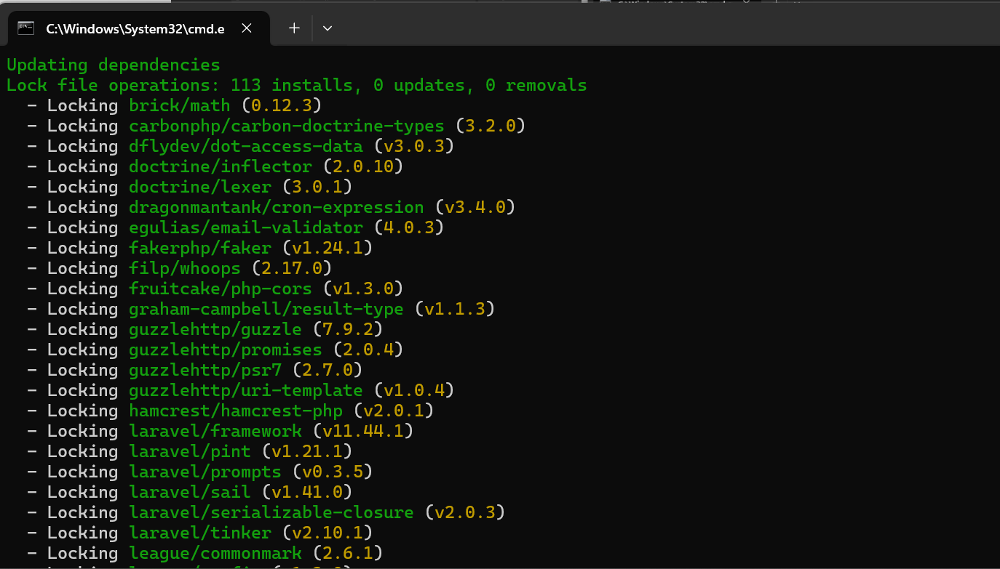 C:\Windows\System32\cmd.e
Updating dependencies
Lock file operations: 113 installs, 0 updates, 0 removals
- Locking brick/math (0.12.3)
- Locking carbonphp/carbon-doctrine-types (3.2.0)
- Locking dflydev/dot-access-data (v3.0.3)
- Locking doctrine/inflector (2.0.10)
- Locking doctrine/lexer (3.0.1)
- Locking dragonmantank/cron-expression (v3.4.0)
- Locking egulias/email-validator (4.0.3)
- Locking fakerphp/faker (v1.24.1)
- Locking filp/whoops (2.17.0)
- Locking fruitcake/php-cors (v1.3.0)
- Locking graham-campbell/result-type (v1.1.3)
- Locking guzzlehttp/guzzle (7.9.2)
- Locking guzzlehttp/promises (2.0.4)
- Locking guzzlehttp/psr7 (2.7.0)
- Locking guzzlehttp/uri-template (v1.0.4)
- Locking hamcrest/hamcrest-php (v2.0.1)
- Locking laravel/framework (v11.44.1)
- Locking laravel/pint (v1.21.1)
- Locking laravel/prompts (v0.3.5)
- Locking laravel/sail (v1.41.0)
- Locking laravel/serializable-closure (v2.0.3)
- Locking laravel/tinker (v2.10.1)
- Locking league/commonmark (2.6.1)